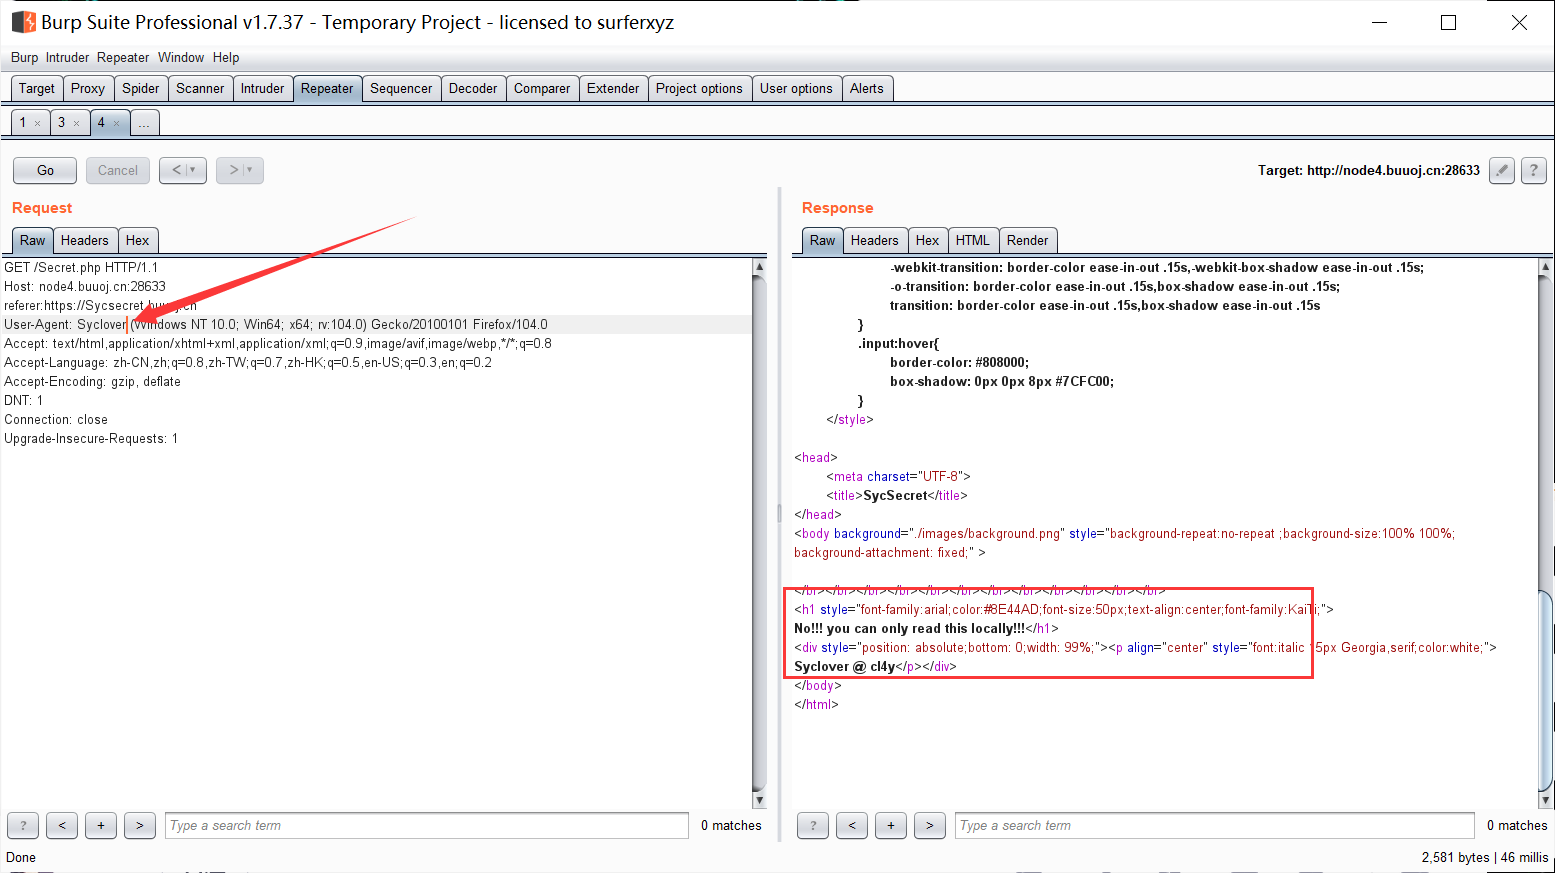 Burp Suite Professional v1.7.37 - Temporary Project - licensed to surferxyz
Burp Intruder Repeater Window Help
Target Proxy Spider Scanner Intruder Repeater Sequencer Decoder Comparer Extender Project options User options Alerts
1 × 3 × 4 × ...
Go Cancel < > Target: http://node4.buuoj.cn:28633 ?
Request
Raw Headers Hex
GET /Secret.php HTTP/1.1
Host: node4.buuoj.cn:28633
referer:https://Sycsecret.buuoj.cn
User-Agent: Syclover (Windows NT 10.0; Win64; x64; rv:104.0) Gecko/20100101 Firefox/104.0
Accept: text/html,application/xhtml+xml,application/xml;q=0.9,image/avif,image/webp,*/*;q=0.8
Accept-Language: zh-CN,zh;q=0.8,zh-TW;q=0.7,zh-HK;q=0.5,en-US;q=0.3,en;q=0.2
Accept-Encoding: gzip, deflate
DNT: 1
Connection: close
Upgrade-Insecure-Requests: 1
? < + > Type a search term 0 matches
Response
Raw Headers Hex HTML Render
-webkit-transition: border-color ease-in-out .15s,-webkit-box-shadow ease-in-out .15s;
-o-transition: border-color ease-in-out .15s,box-shadow ease-in-out .15s;
transition: border-color ease-in-out .15s,box-shadow ease-in-out .15s
}
.input:hover{
border-color: #808000;
box-shadow: 0px 0px 8px #7CFC00;
}
</style>
<head>
<meta charset="UTF-8">
<title>SycSecret</title>
</head>
<body background="./images/background.png" style="background-repeat:no-repeat ;background-size:100% 100%;
background-attachment: fixed;" >
</br></br></br></br></br></br></br></br></br></br></br></br>
<h1 style="font-family:arial;color:#8E44AD;font-size:50px;text-align:center;font-family:KaiTi;">
No!!! you can only read this locally!!!</h1>
<div style="position: absolute;bottom: 0;width: 99%;"><p align="center" style="font:italic 15px Georgia,serif;color:white;">
Syclover @ cl4y</p></div>
</body>
</html>
? < + > Type a search term 0 matches
Done
2,581 bytes | 46 millis